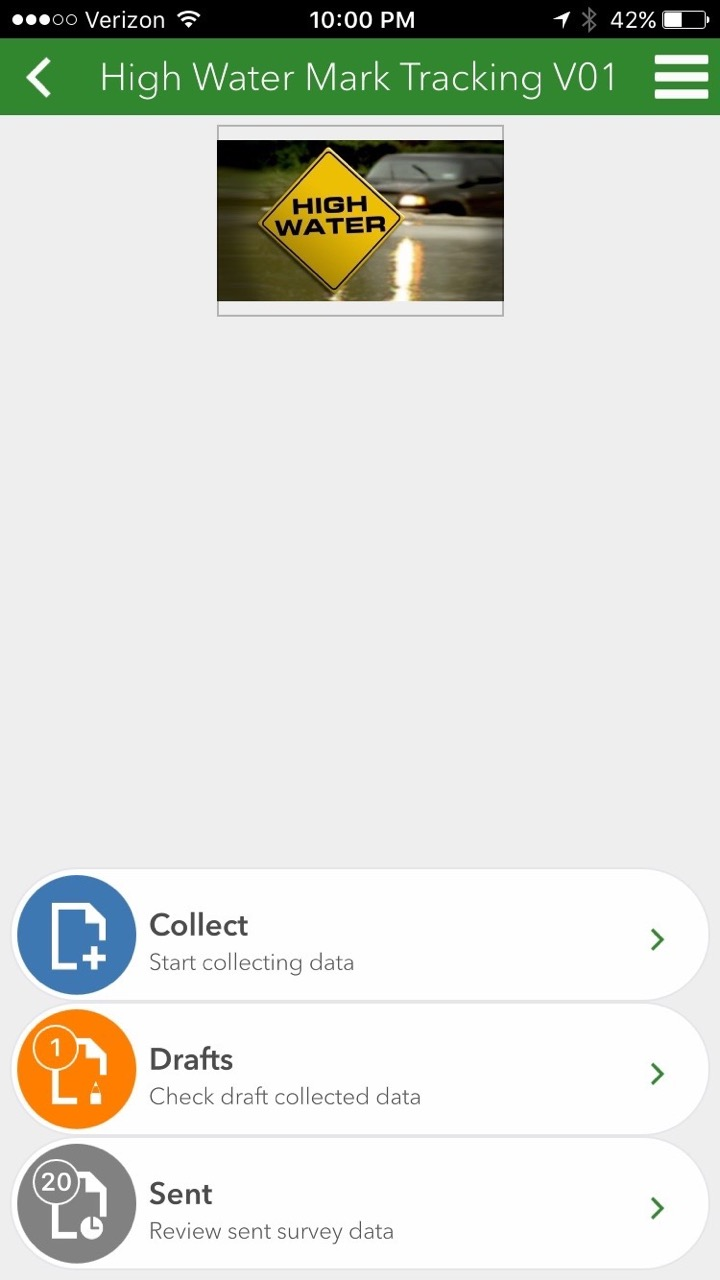 Verizon 10:00 PM 42%
High Water Mark Tracking V01
HIGH
WATER
Collect
Start collecting data
1
Drafts
Check draft collected data
20
Sent
Review sent survey data